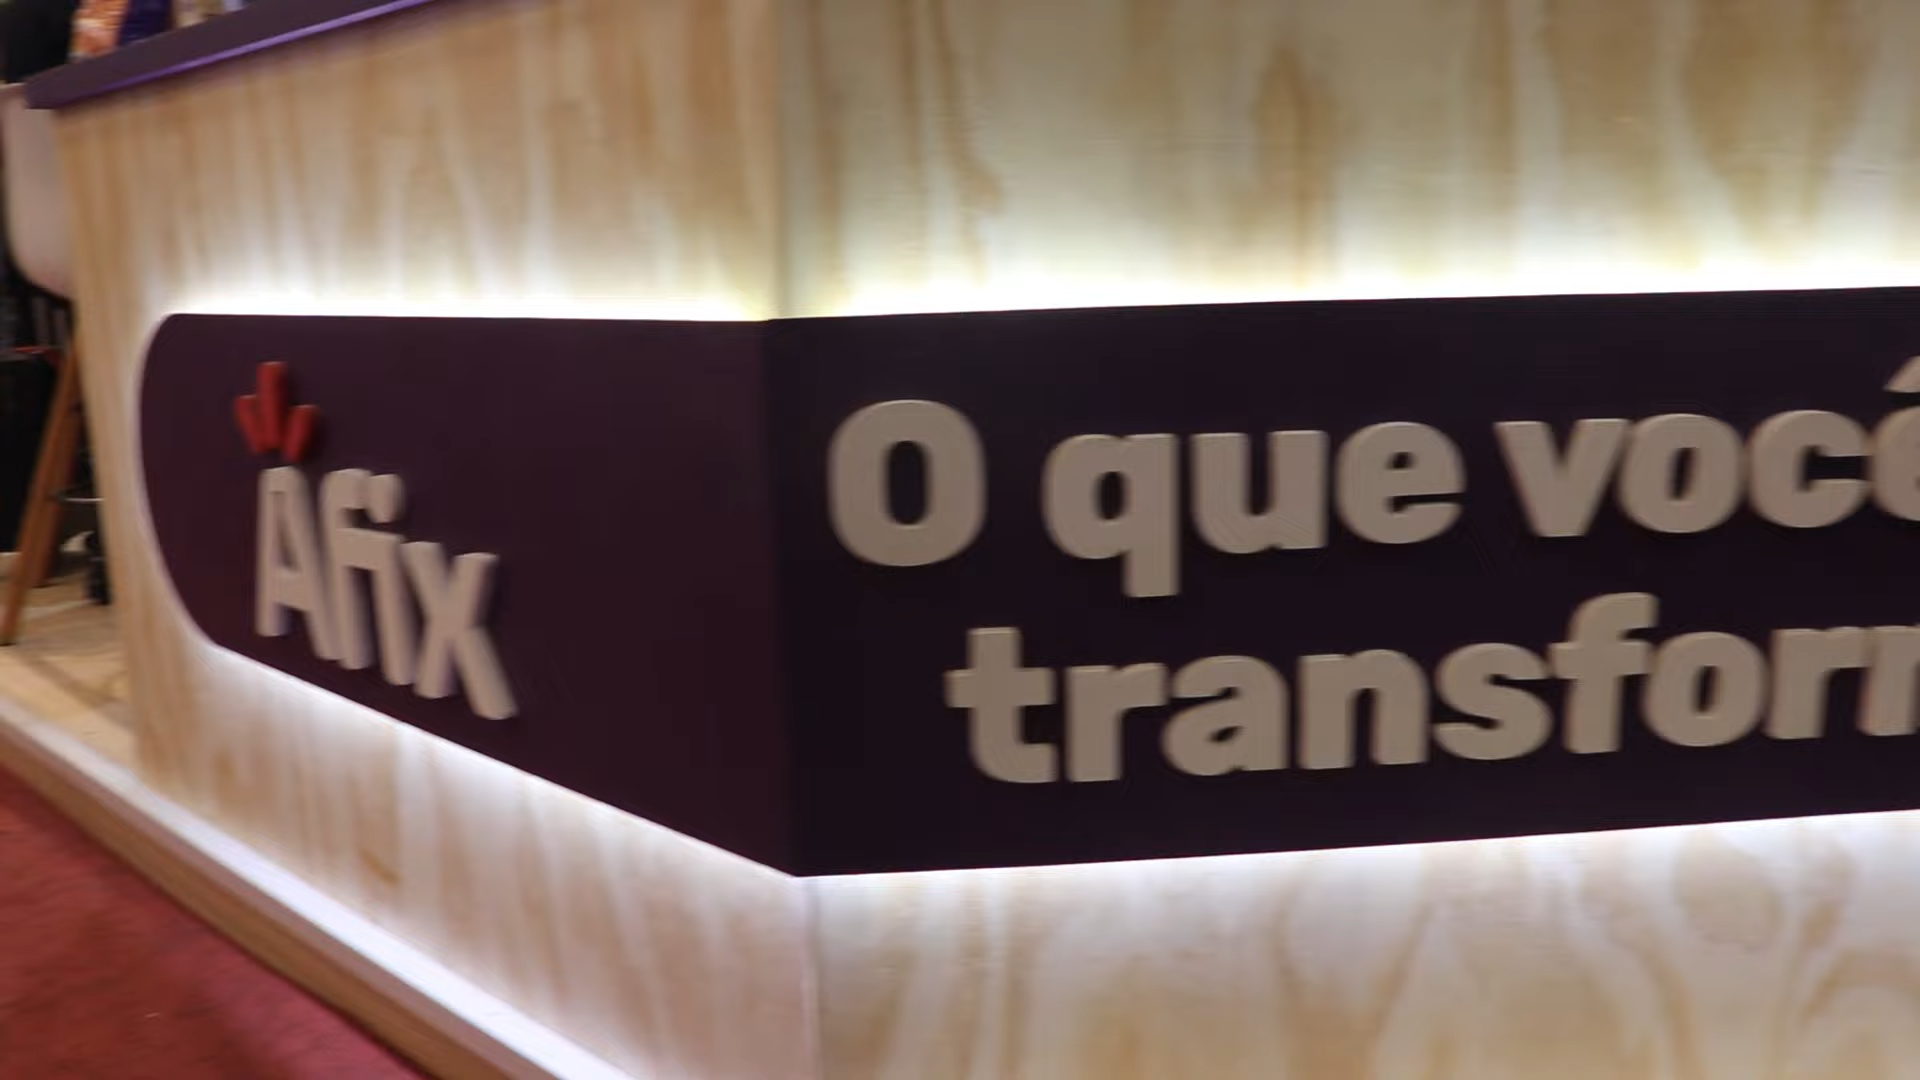 Afix
O que você
transform